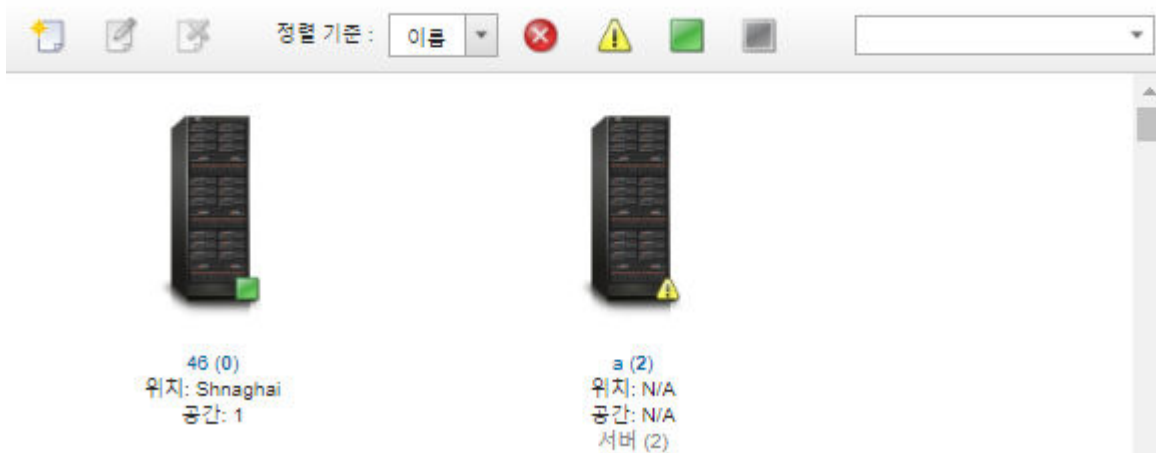 정렬 기준 : 이름
46 (0)
위치: Shnaghai
공간: 1
a (2)
위치: N/A
공간: N/A
서버 (2)